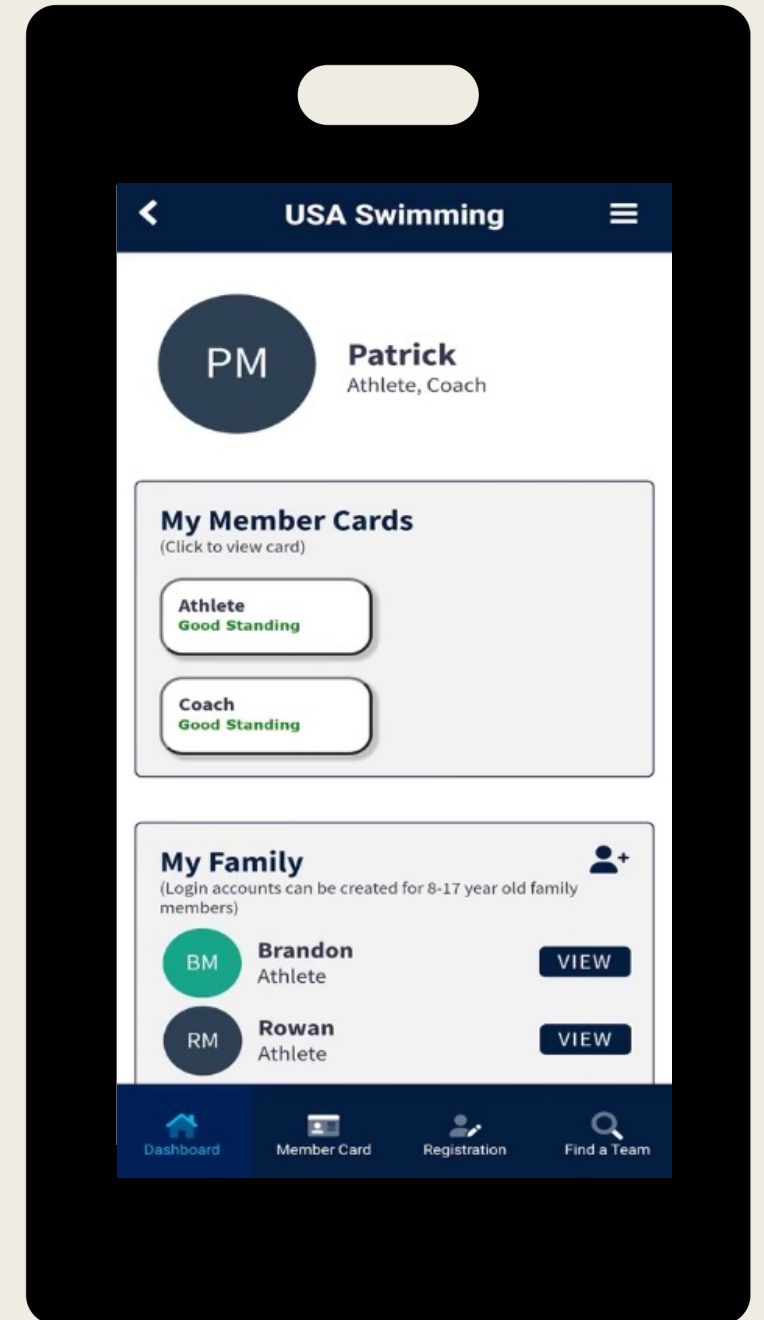 USA Swimming
PM
Patrick
Athlete, Coach
My Member Cards
(Click to view card)
Athlete
Good Standing
Coach
Good Standing
My Family
(Login accounts can be created for 8-17 year old family
members)
BM
Brandon
Athlete
VIEW
RM
Rowan
Athlete
VIEW
Dashboard
Member Card
Registration
Find a Team